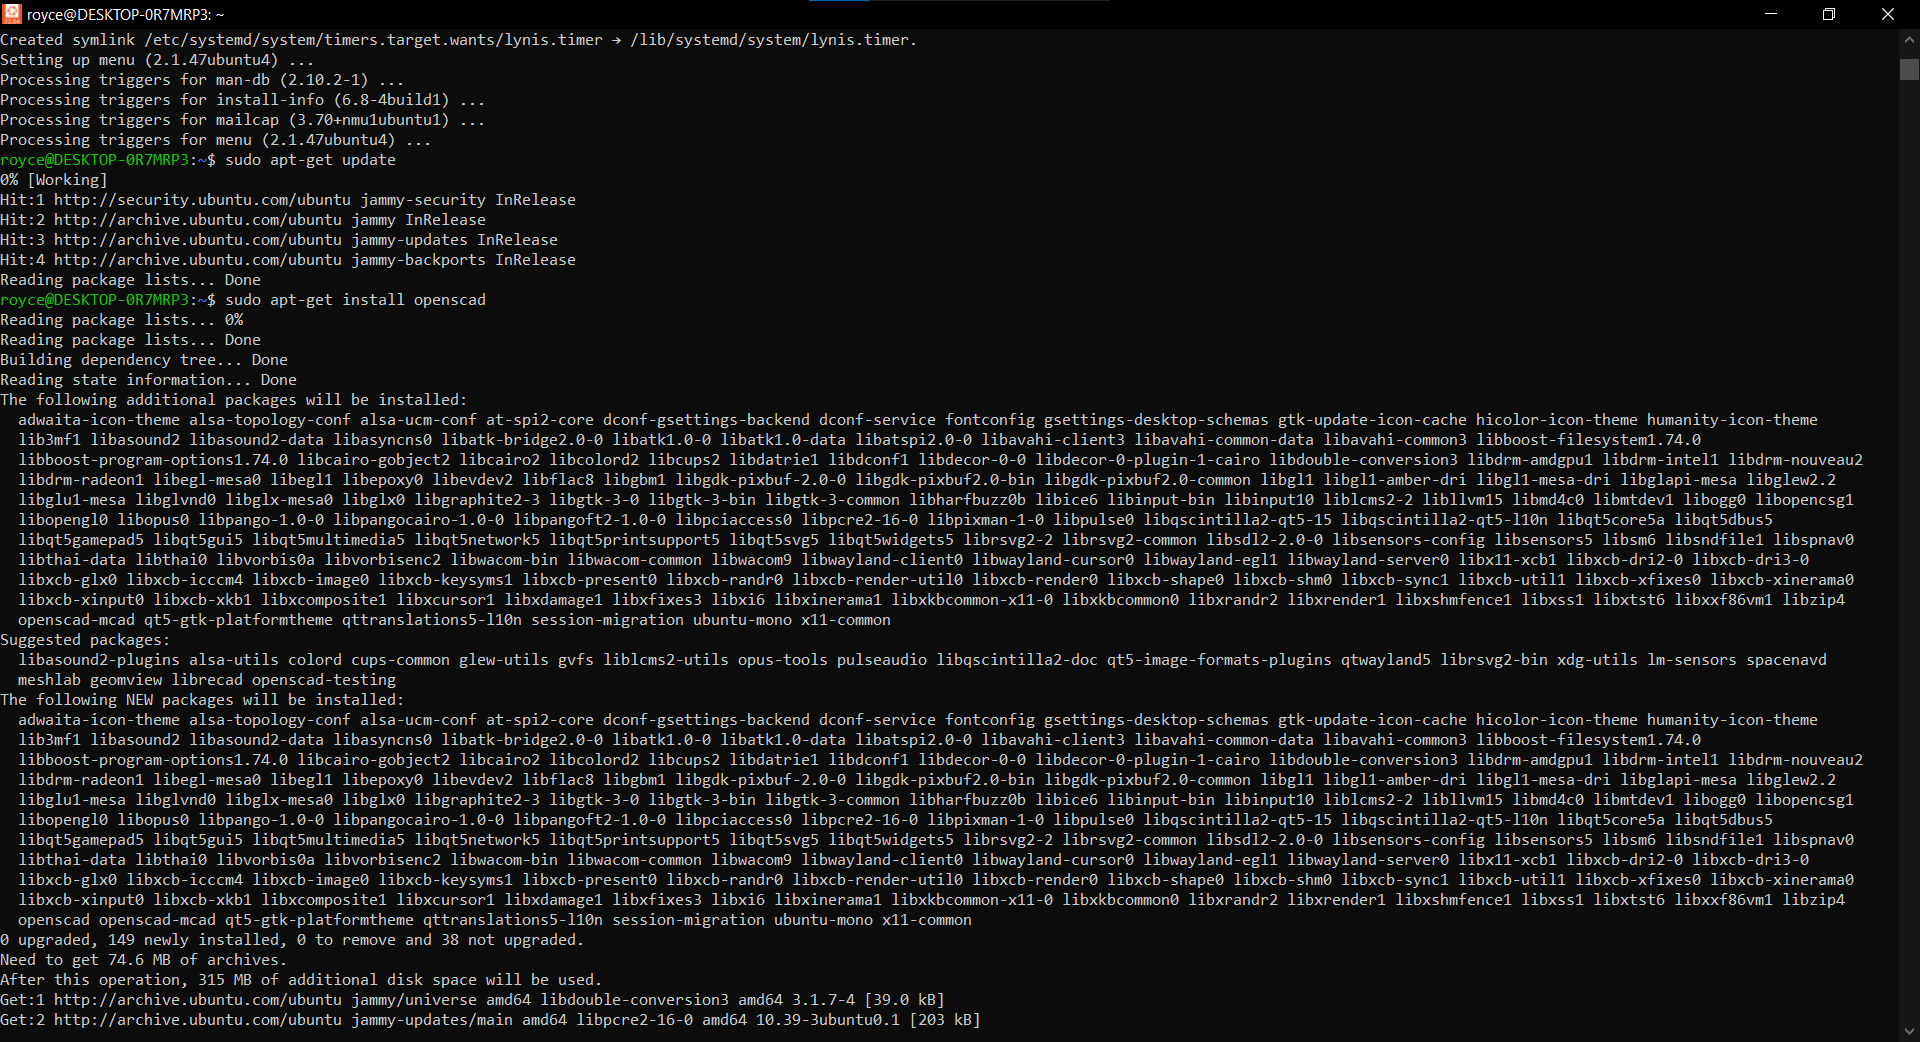 royce@DESKTOP-0R7MRP3: ~
Created symlink /etc/systemd/system/timers.target.wants/lynis.timer → /lib/systemd/system/lynis.timer.
Setting up menu (2.1.47ubuntu4) ...
Processing triggers for man-db (2.10.2-1) ...
Processing triggers for install-info (6.8-4build1) ...
Processing triggers for mailcap (3.70+nmu1ubuntu1) ...
Processing triggers for menu (2.1.47ubuntu4) ...
royce@DESKTOP-0R7MRP3:~$ sudo apt-get update
0% [Working]
Hit:1 http://security.ubuntu.com/ubuntu jammy-security InRelease
Hit:2 http://archive.ubuntu.com/ubuntu jammy InRelease
Hit:3 http://archive.ubuntu.com/ubuntu jammy-updates InRelease
Hit:4 http://archive.ubuntu.com/ubuntu jammy-backports InRelease
Reading package lists... Done
royce@DESKTOP-0R7MRP3:~$ sudo apt-get install openscad
Reading package lists... 0%
Reading package lists... Done
Building dependency tree... Done
Reading state information... Done
The following additional packages will be installed:
  adwaita-icon-theme alsa-topology-conf alsa-ucm-conf at-spi2-core dconf-gsettings-backend dconf-service fontconfig gsettings-desktop-schemas gtk-update-icon-cache hicolor-icon-theme humanity-icon-theme
  lib3mf1 libasound2 libasound2-data libasyncns0 libatk-bridge2.0-0 libatk1.0-0 libatk1.0-data libatspi2.0-0 libavahi-client3 libavahi-common-data libavahi-common3 libboost-filesystem1.74.0
  libboost-program-options1.74.0 libcairo-gobject2 libcairo2 libcolord2 libcups2 libdatrie1 libdconf1 libdecor-0-0 libdecor-0-plugin-1-cairo libdouble-conversion3 libdrm-amdgpu1 libdrm-intel1 libdrm-nouveau2
  libdrm-radeon1 libegl-mesa0 libegl1 libepoxy0 libevdev2 libflac8 libgbm1 libgdk-pixbuf-2.0-0 libgdk-pixbuf2.0-bin libgdk-pixbuf2.0-common libgl1 libgl1-amber-dri libgl1-mesa-dri libglapi-mesa libglew2.2
  libglu1-mesa libglvnd0 libglx-mesa0 libglx0 libgraphite2-3 libgtk-3-0 libgtk-3-bin libgtk-3-common libharfbuzz0b libice6 libinput-bin libinput10 liblcms2-2 libllvm15 libmd4c0 libmtdev1 libogg0 libopencsg1
  libopengl0 libopus0 libpango-1.0-0 libpangocairo-1.0-0 libpangoft2-1.0-0 libpciaccess0 libpcre2-16-0 libpixman-1-0 libpulse0 libqscintilla2-qt5-15 libqscintilla2-qt5-l10n libqt5core5a libqt5dbus5
  libqt5gamepad5 libqt5gui5 libqt5multimedia5 libqt5network5 libqt5printsupport5 libqt5svg5 libqt5widgets5 librsvg2-2 librsvg2-common libsdl2-2.0-0 libsensors-config libsensors5 libsm6 libsndfile1 libspnav0
  libthai-data libthai0 libvorbis0a libvorbisenc2 libwacom-bin libwacom-common libwacom9 libwayland-client0 libwayland-cursor0 libwayland-egl1 libwayland-server0 libx11-xcb1 libxcb-dri2-0 libxcb-dri3-0
  libxcb-glx0 libxcb-icccm4 libxcb-image0 libxcb-keysyms1 libxcb-present0 libxcb-randr0 libxcb-render-util0 libxcb-render0 libxcb-shape0 libxcb-shm0 libxcb-sync1 libxcb-util1 libxcb-xfixes0 libxcb-xinerama0
  libxcb-xinput0 libxcb-xkb1 libxcomposite1 libxcursor1 libxdamage1 libxfixes3 libxi6 libxinerama1 libxkbcommon-x11-0 libxkbcommon0 libxrandr2 libxrender1 libxshmfence1 libxss1 libxtst6 libxxf86vm1 libzip4
  openscad-mcad qt5-gtk-platformtheme qttranslations5-l10n session-migration ubuntu-mono x11-common
Suggested packages:
  libasound2-plugins alsa-utils colord cups-common glew-utils gvfs liblcms2-utils opus-tools pulseaudio libqscintilla2-doc qt5-image-formats-plugins qtwayland5 librsvg2-bin xdg-utils lm-sensors spacenavd
  meshlab geomview librecad openscad-testing
The following NEW packages will be installed:
  adwaita-icon-theme alsa-topology-conf alsa-ucm-conf at-spi2-core dconf-gsettings-backend dconf-service fontconfig gsettings-desktop-schemas gtk-update-icon-cache hicolor-icon-theme humanity-icon-theme
  lib3mf1 libasound2 libasound2-data libasyncns0 libatk-bridge2.0-0 libatk1.0-0 libatk1.0-data libatspi2.0-0 libavahi-client3 libavahi-common-data libavahi-common3 libboost-filesystem1.74.0
  libboost-program-options1.74.0 libcairo-gobject2 libcairo2 libcolord2 libcups2 libdatrie1 libdconf1 libdecor-0-0 libdecor-0-plugin-1-cairo libdouble-conversion3 libdrm-amdgpu1 libdrm-intel1 libdrm-nouveau2
  libdrm-radeon1 libegl-mesa0 libegl1 libepoxy0 libevdev2 libflac8 libgbm1 libgdk-pixbuf-2.0-0 libgdk-pixbuf2.0-bin libgdk-pixbuf2.0-common libgl1 libgl1-amber-dri libgl1-mesa-dri libglapi-mesa libglew2.2
  libglu1-mesa libglvnd0 libglx-mesa0 libglx0 libgraphite2-3 libgtk-3-0 libgtk-3-bin libgtk-3-common libharfbuzz0b libice6 libinput-bin libinput10 liblcms2-2 libllvm15 libmd4c0 libmtdev1 libogg0 libopencsg1
  libopengl0 libopus0 libpango-1.0-0 libpangocairo-1.0-0 libpangoft2-1.0-0 libpciaccess0 libpcre2-16-0 libpixman-1-0 libpulse0 libqscintilla2-qt5-15 libqscintilla2-qt5-l10n libqt5core5a libqt5dbus5
  libqt5gamepad5 libqt5gui5 libqt5multimedia5 libqt5network5 libqt5printsupport5 libqt5svg5 libqt5widgets5 librsvg2-2 librsvg2-common libsdl2-2.0-0 libsensors-config libsensors5 libsm6 libsndfile1 libspnav0
  libthai-data libthai0 libvorbis0a libvorbisenc2 libwacom-bin libwacom-common libwacom9 libwayland-client0 libwayland-cursor0 libwayland-egl1 libwayland-server0 libx11-xcb1 libxcb-dri2-0 libxcb-dri3-0
  libxcb-glx0 libxcb-icccm4 libxcb-image0 libxcb-keysyms1 libxcb-present0 libxcb-randr0 libxcb-render-util0 libxcb-render0 libxcb-shape0 libxcb-shm0 libxcb-sync1 libxcb-util1 libxcb-xfixes0 libxcb-xinerama0
  libxcb-xinput0 libxcb-xkb1 libxcomposite1 libxcursor1 libxdamage1 libxfixes3 libxi6 libxinerama1 libxkbcommon-x11-0 libxkbcommon0 libxrandr2 libxrender1 libxshmfence1 libxss1 libxtst6 libxxf86vm1 libzip4
  openscad openscad-mcad qt5-gtk-platformtheme qttranslations5-l10n session-migration ubuntu-mono x11-common
0 upgraded, 149 newly installed, 0 to remove and 38 not upgraded.
Need to get 74.6 MB of archives.
After this operation, 315 MB of additional disk space will be used.
Get:1 http://archive.ubuntu.com/ubuntu jammy/universe amd64 libdouble-conversion3 amd64 3.1.7-4 [39.0 kB]
Get:2 http://archive.ubuntu.com/ubuntu jammy-updates/main amd64 libpcre2-16-0 amd64 10.39-3ubuntu0.1 [203 kB]